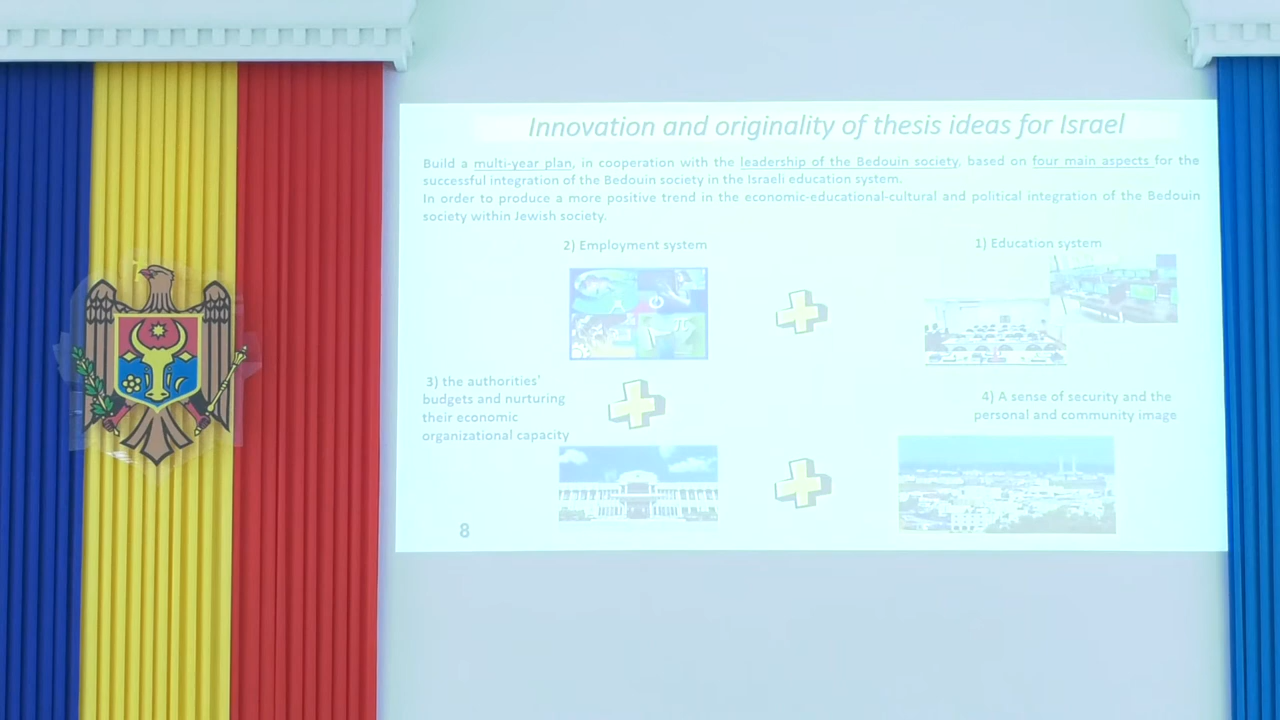 Innovation and originality of thesis ideas for Israel
Build a multi-year plan, in cooperation with the leadership of the Bedouin society, based on four main aspects for the
successful integration of the Bedouin society in the Israeli education system.
In order to produce a more positive trend in the economic-educational-cultural and political integration of the Bedouin
society within Jewish society.
2) Employment system
1) Education system
3) the authorities'
budgets and nurturing
their economic
organizational capacity
4) A sense of security and the
personal and community image
8